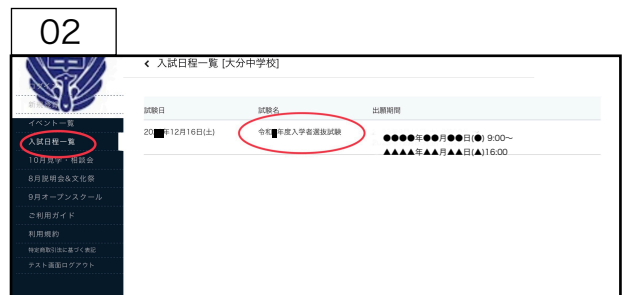 02
‹ 入試日程一覧 [大分中学校]
試験日 試験名 出願期間
20■年12月16日(土) 令和■年度入学者選抜試験 ●●●●年●●月●●日(●) 9:00〜
▲▲▲▲年▲▲月▲▲日(▲)16:00
イベント一覧
入試日程一覧
10月見学・相談会
8月説明会&文化祭
9月オープンスクール
ご利用ガイド
利用規約
特定商取引法に基づく表記
テスト画面ログアウト